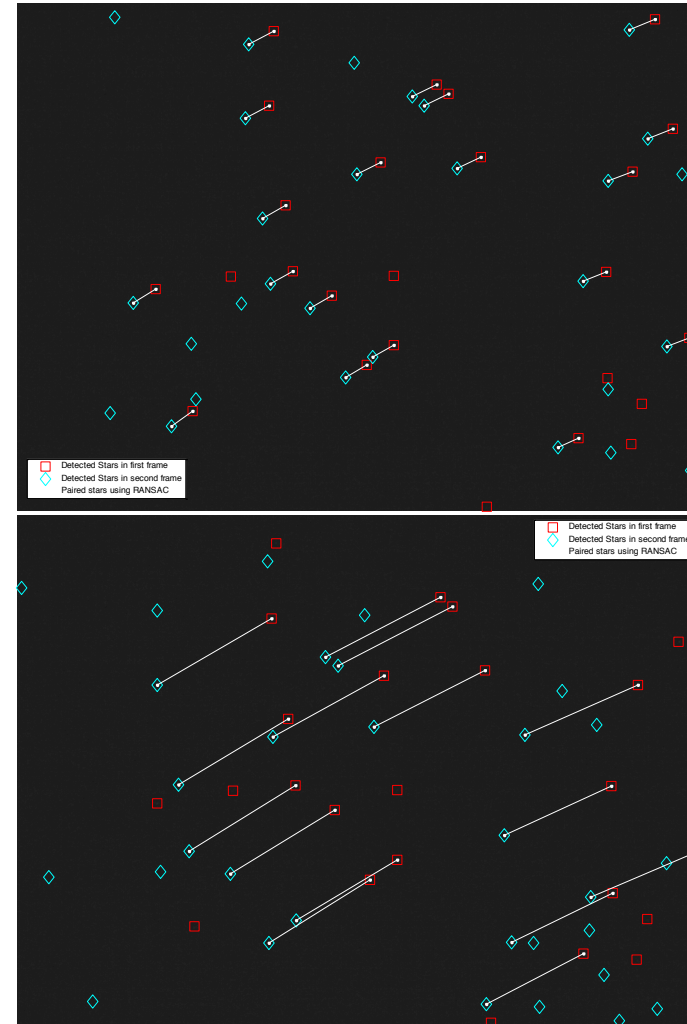 Detected Stars in first frame
Detected Stars in second frame
Paired stars using RANSAC
Detected Stars in first frame
Detected Stars in second frame
Paired stars using RANSAC